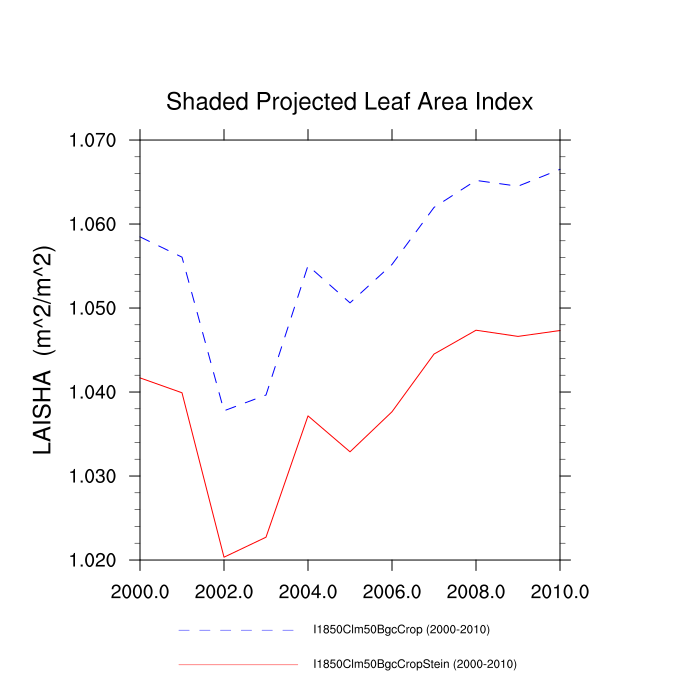 Shaded Projected Leaf Area Index
1.070
1.060
1.050
1.040
1.030
1.020
LAISHA (m^2/m^2)
2000.0 2002.0 2004.0 2006.0 2008.0 2010.0
I1850Clm50BgcCrop (2000-2010)
I1850Clm50BgcCropStein (2000-2010)